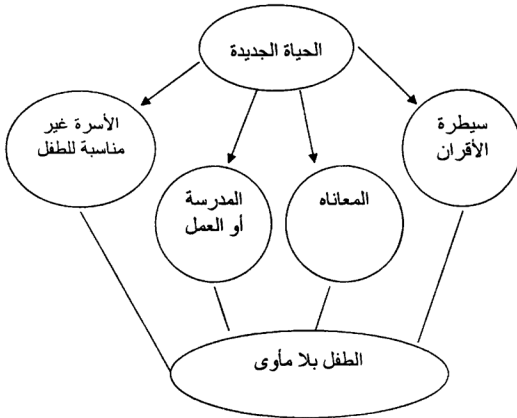 الحياة الجديدة
سيطرة
الأقران
الأسرة غير
مناسبة للطفل
المعاناه
المدرسة
أو العمل
الطفل بلا مأوى